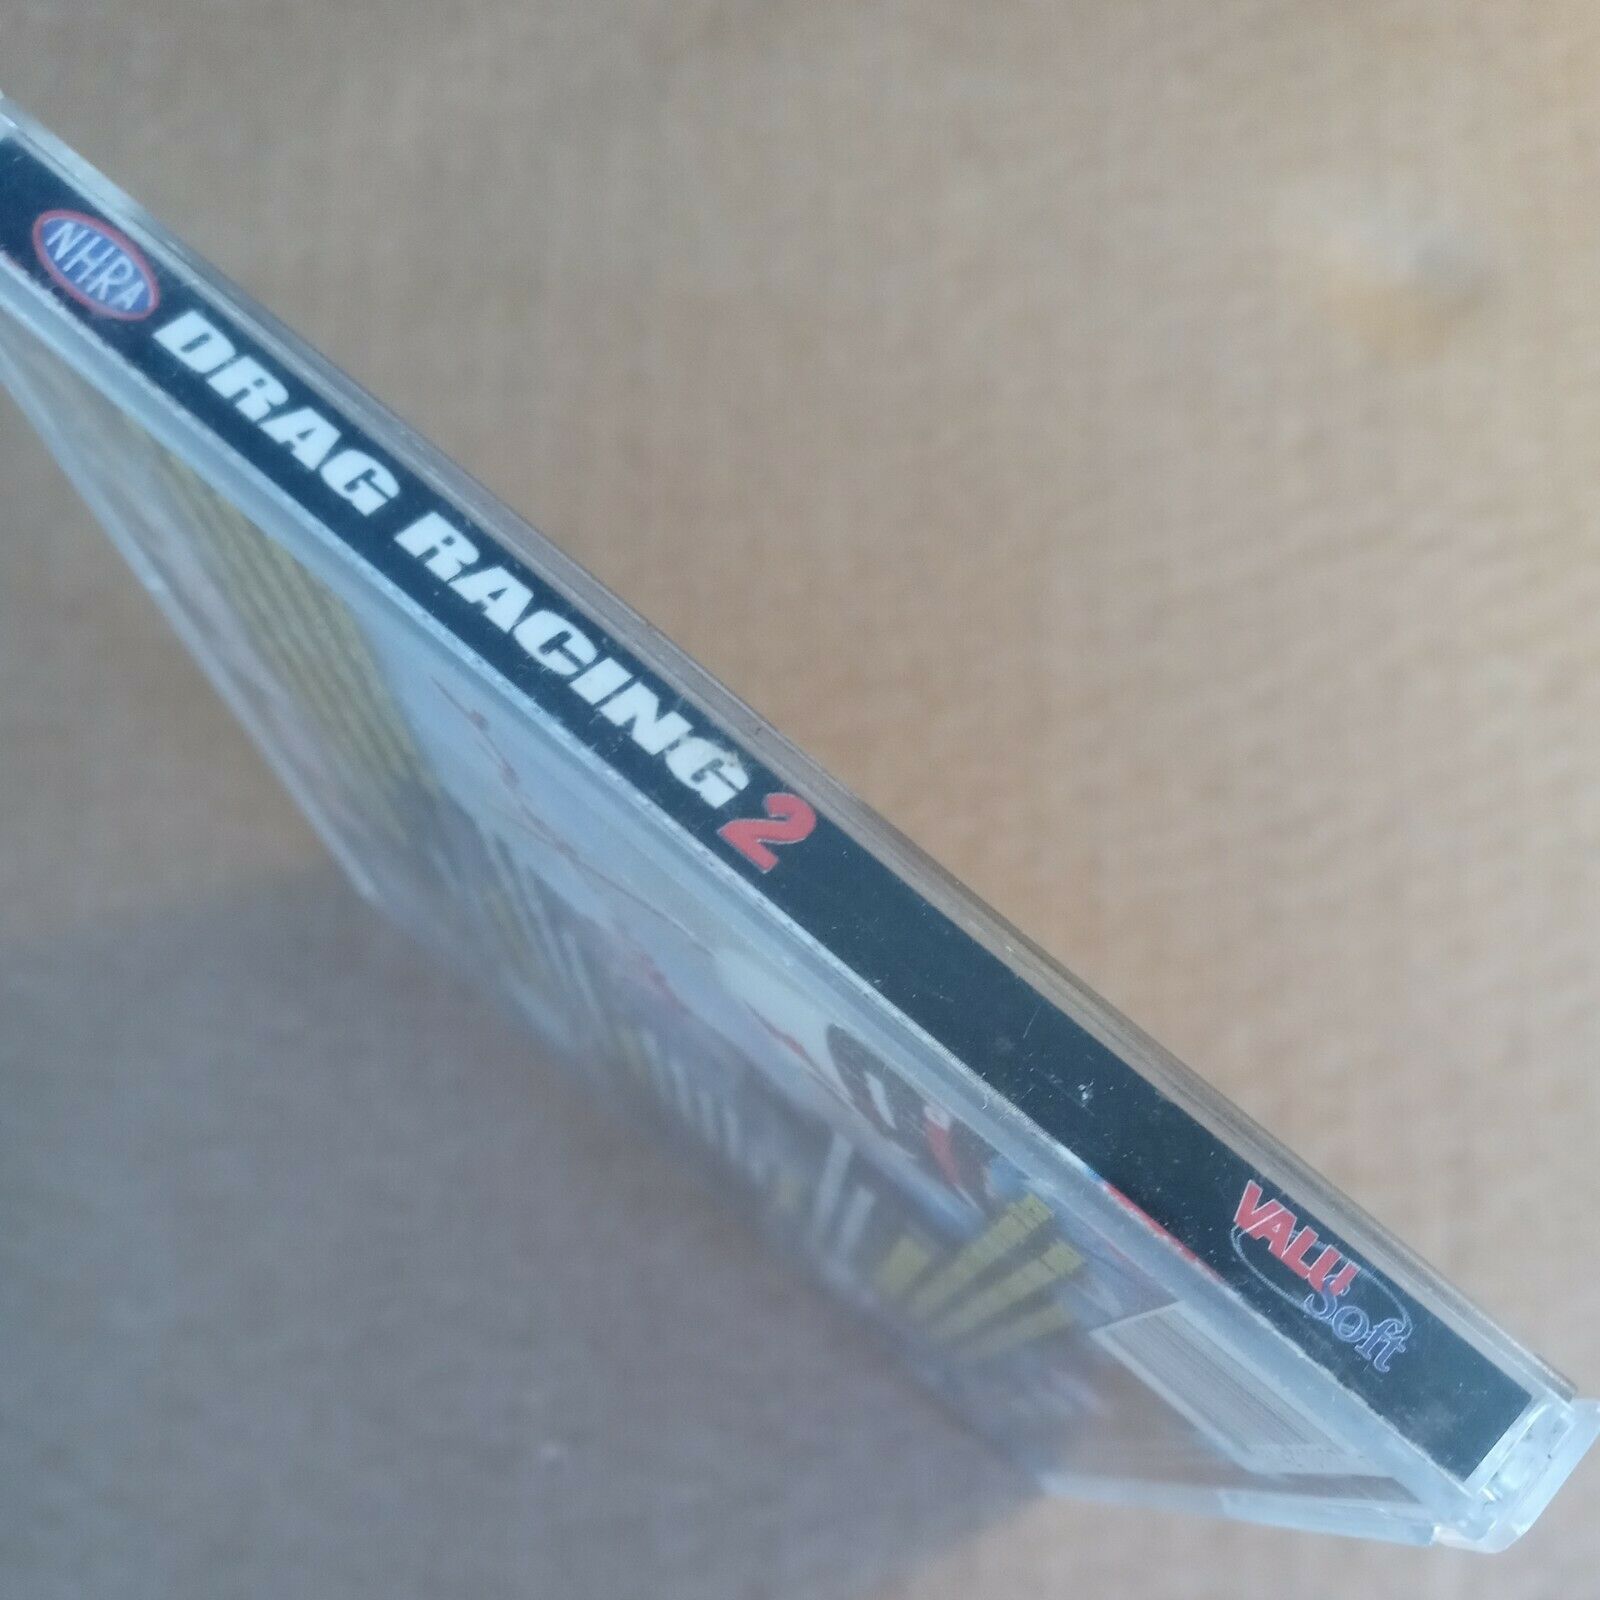 NHRA DRAG RACING 2
VALU
Soft